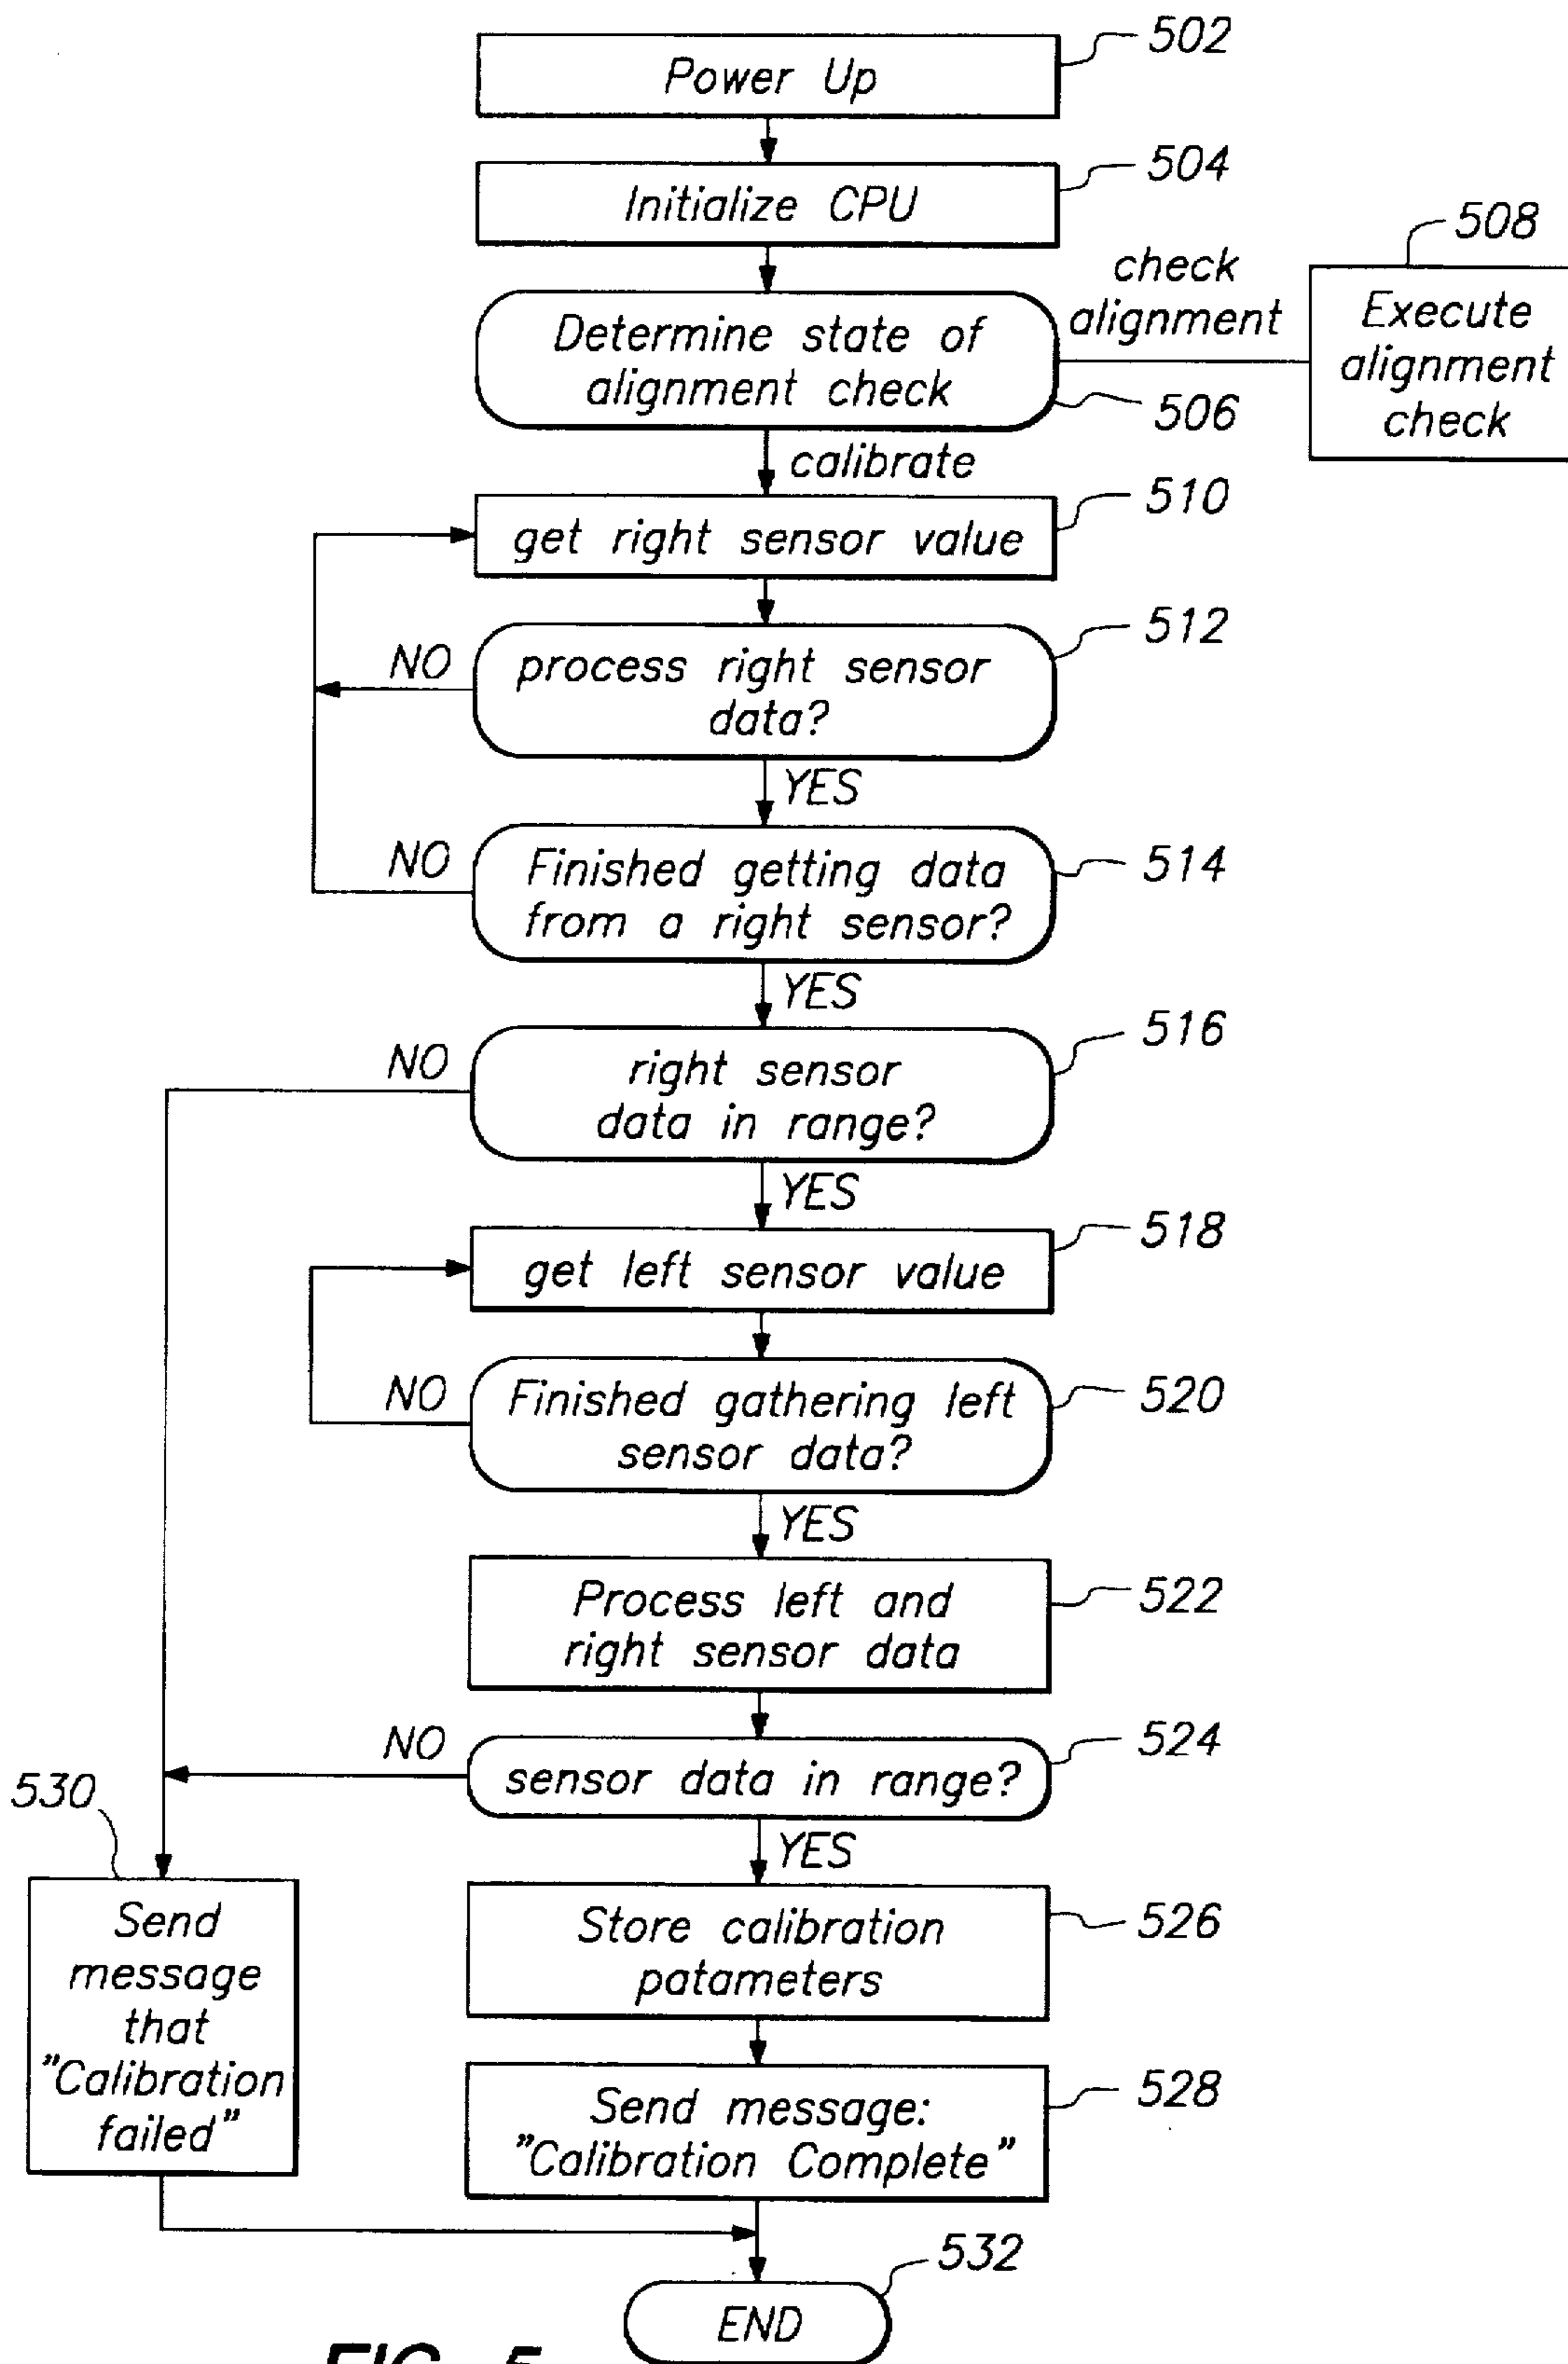 502
Power Up
504
Initialize CPU
508
check
alignment
Execute
alignment
check
Determine state of
alignment check
506
calibrate
510
get right sensor value
512
NO
process right sensor
data?
YES
514
NO
Finished getting data
from a right sensor?
YES
516
NO
right sensor
data in range?
YES
518
get left sensor value
520
NO
Finished gathering left
sensor data?
YES
522
Process left and
right sensor data
524
NO
sensor data in range?
530
YES
Send
message
that
"Calibration
failed"
526
Store calibration
patameters
528
Send message:
"Calibration Complete"
532
END
FIG. 5